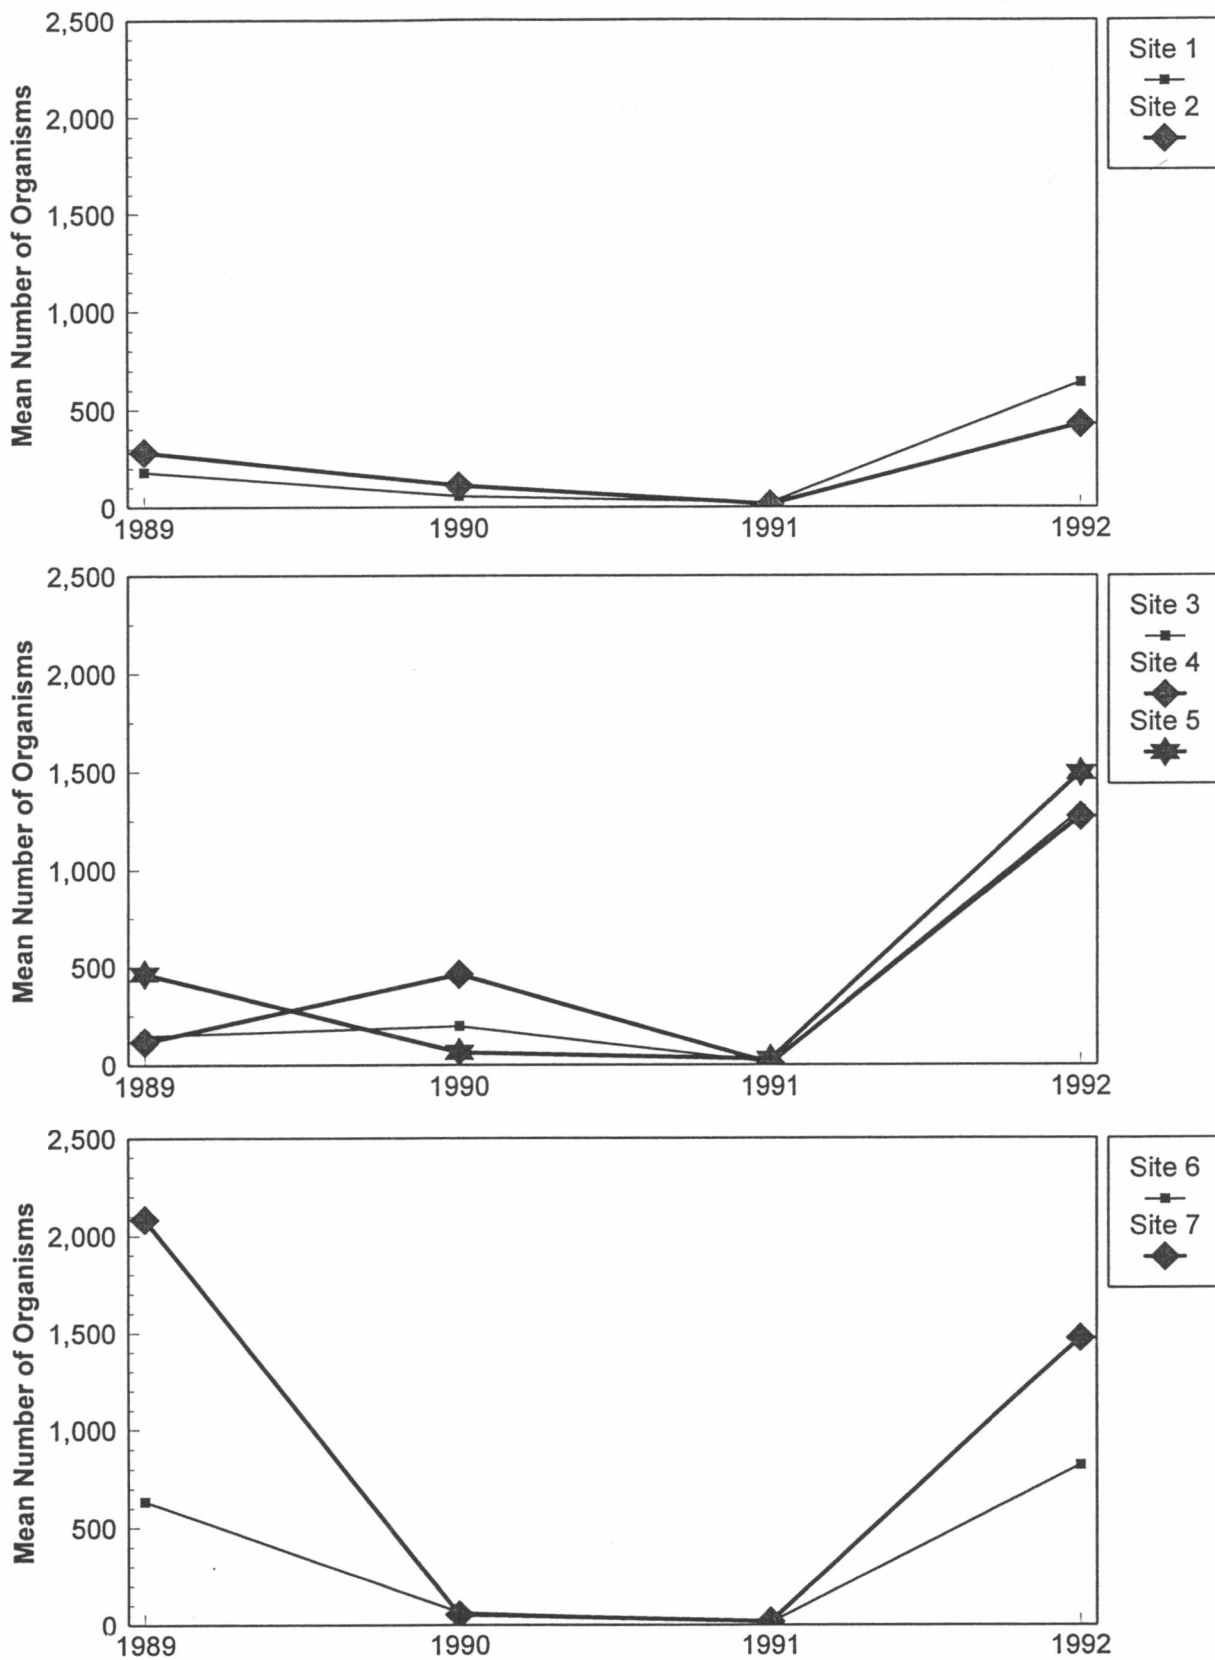 2,500
2,000
1,500
1,000
500
0
Mean Number of Organisms
1989 1990 1991 1992
Site 1
Site 2
2,500
2,000
1,500
1,000
500
0
Mean Number of Organisms
1989 1990 1991 1992
Site 3
Site 4
Site 5
2,500
2,000
1,500
1,000
500
0
Mean Number of Organisms
1989 1990 1991 1992
Site 6
Site 7